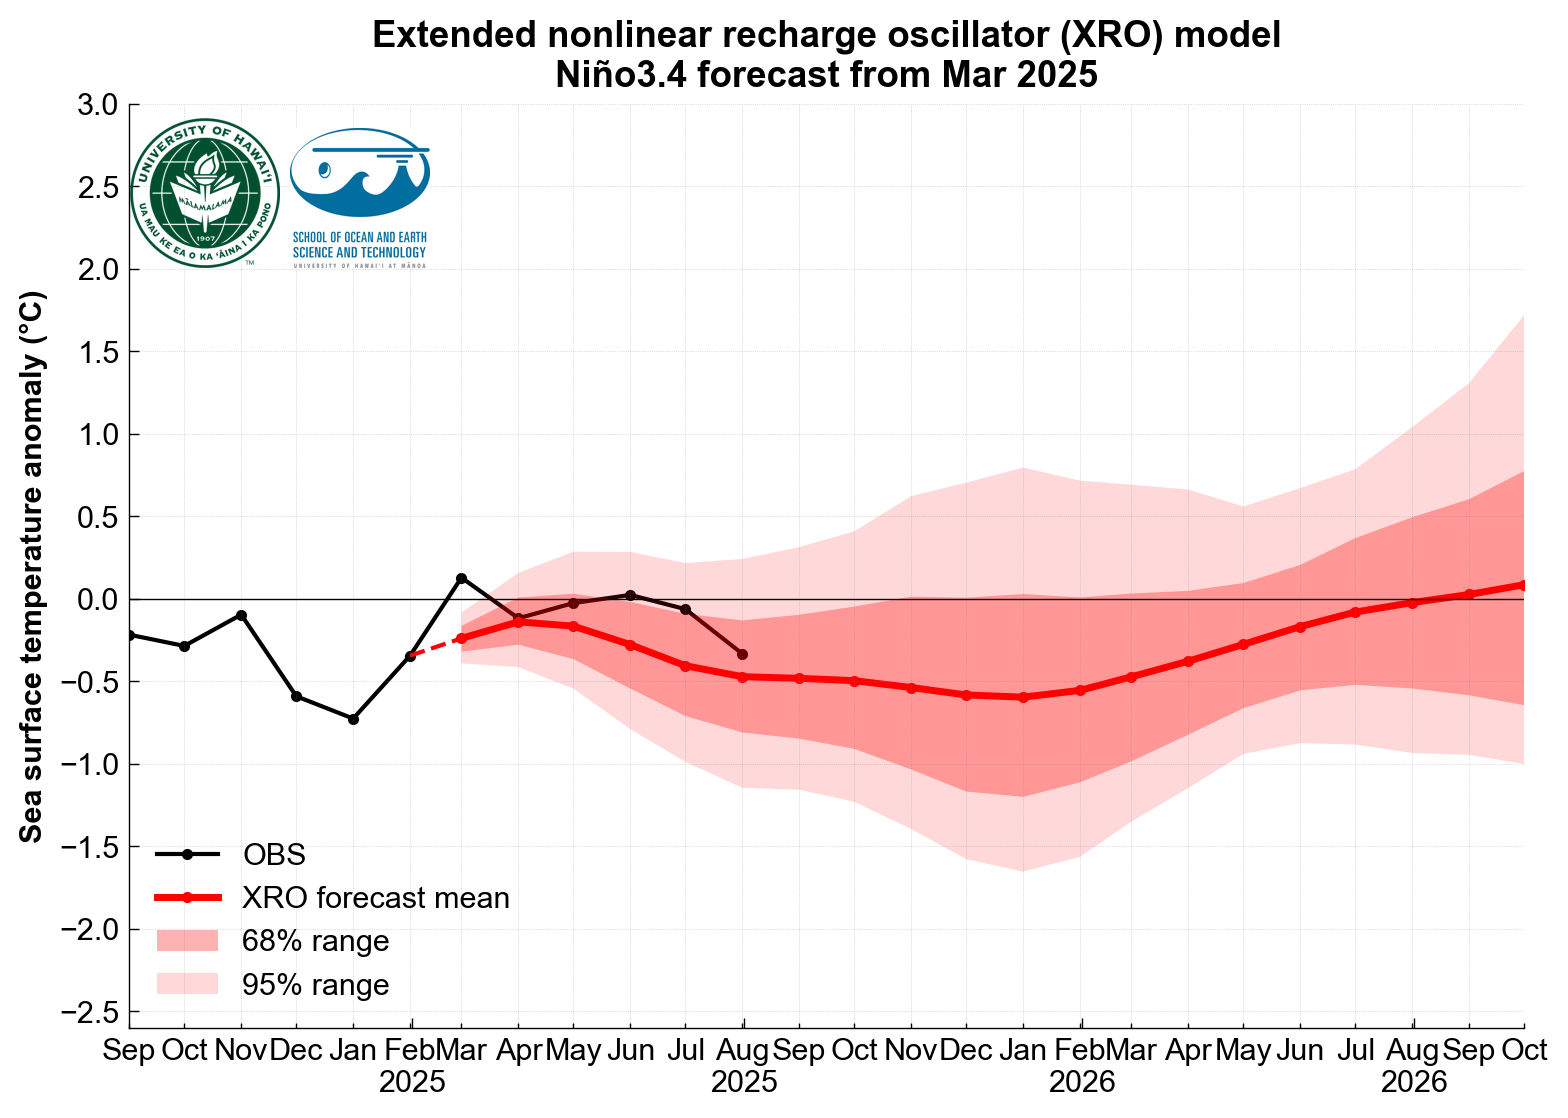 Extended nonlinear recharge oscillator (XRO) model
Niño3.4 forecast from Mar 2025
Sea surface temperature anomaly (°C)
3.0
2.5
2.0
1.5
1.0
0.5
0.0
−0.5
−1.0
−1.5
−2.0
−2.5
UNIVERSITY OF HAWAIʻI
MĀLAMALAMA
1907
UA MAU KE EA O KA ʻĀINA I KA PONO
TM
SCHOOL OF OCEAN AND EARTH
SCIENCE AND TECHNOLOGY
UNIVERSITY OF HAWAIʻI AT MĀNOA
OBS
XRO forecast mean
68% range
95% range
Sep Oct Nov Dec Jan Feb Mar Apr May Jun Jul Aug Sep Oct Nov Dec Jan Feb Mar Apr May Jun Jul Aug Sep Oct
2025 2025 2026 2026